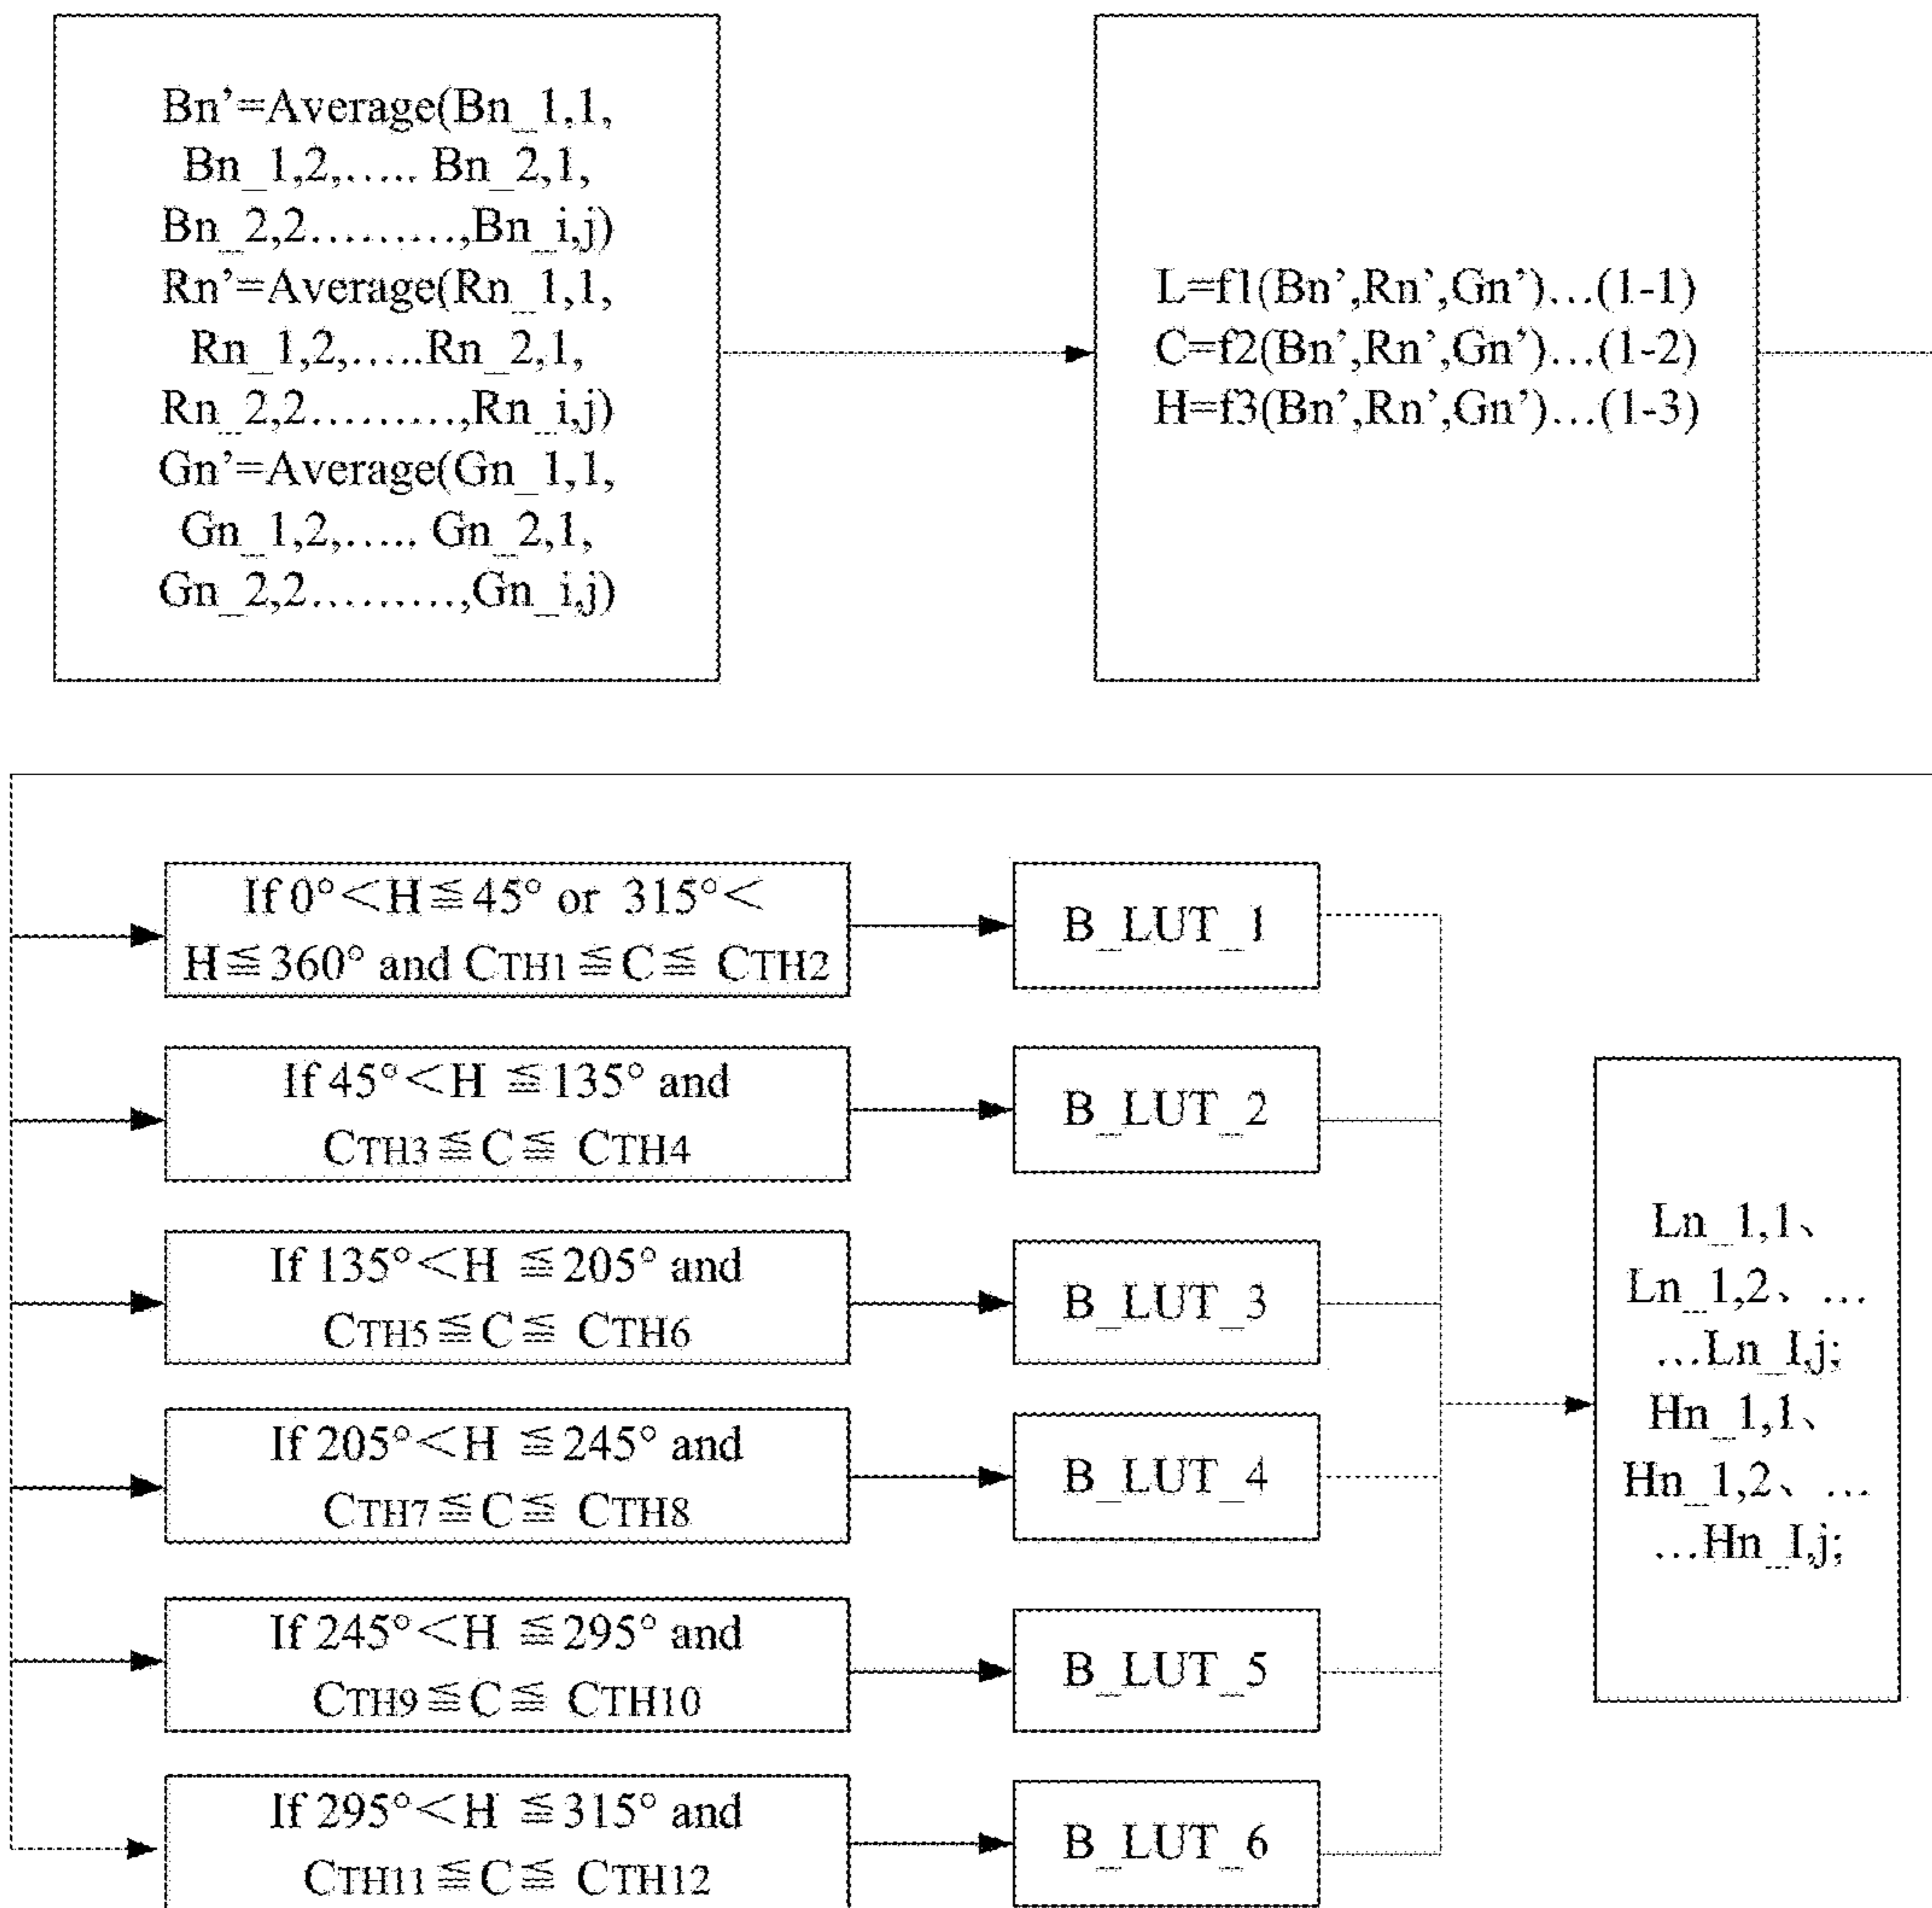 Bn’=Average(Bn_1,1,
Bn_1,2,….. Bn_2,1,
Bn_2,2………,Bn_i,j)
Rn’=Average(Rn_1,1,
Rn_1,2,…..Rn_2,1,
Rn_2,2………,Rn_i,j)
Gn’=Average(Gn_1,1,
Gn_1,2,….. Gn_2,1,
Gn_2,2………,Gn_i,j)
L=f1(Bn’,Rn’,Gn’)…(1-1)
C=f2(Bn’,Rn’,Gn’)…(1-2)
H=f3(Bn’,Rn’,Gn’)…(1-3)
If 0°<H≦45° or 315°<
H≦360° and CTH1≦C≦ CTH2
B_LUT_1
If 45°<H ≦135° and
CTH3≦C≦ CTH4
B_LUT_2
If 135°<H ≦205° and
CTH5≦C≦ CTH6
B_LUT_3
If 205°<H ≦245° and
CTH7≦C≦ CTH8
B_LUT_4
If 245°<H ≦295° and
CTH9≦C≦ CTH10
B_LUT_5
If 295°<H ≦315° and
CTH11≦C≦ CTH12
B_LUT_6
Ln_1,1、
Ln_1,2、…
…Ln_I,j;
Hn_1,1、
Hn_1,2、…
…Hn_I,j;